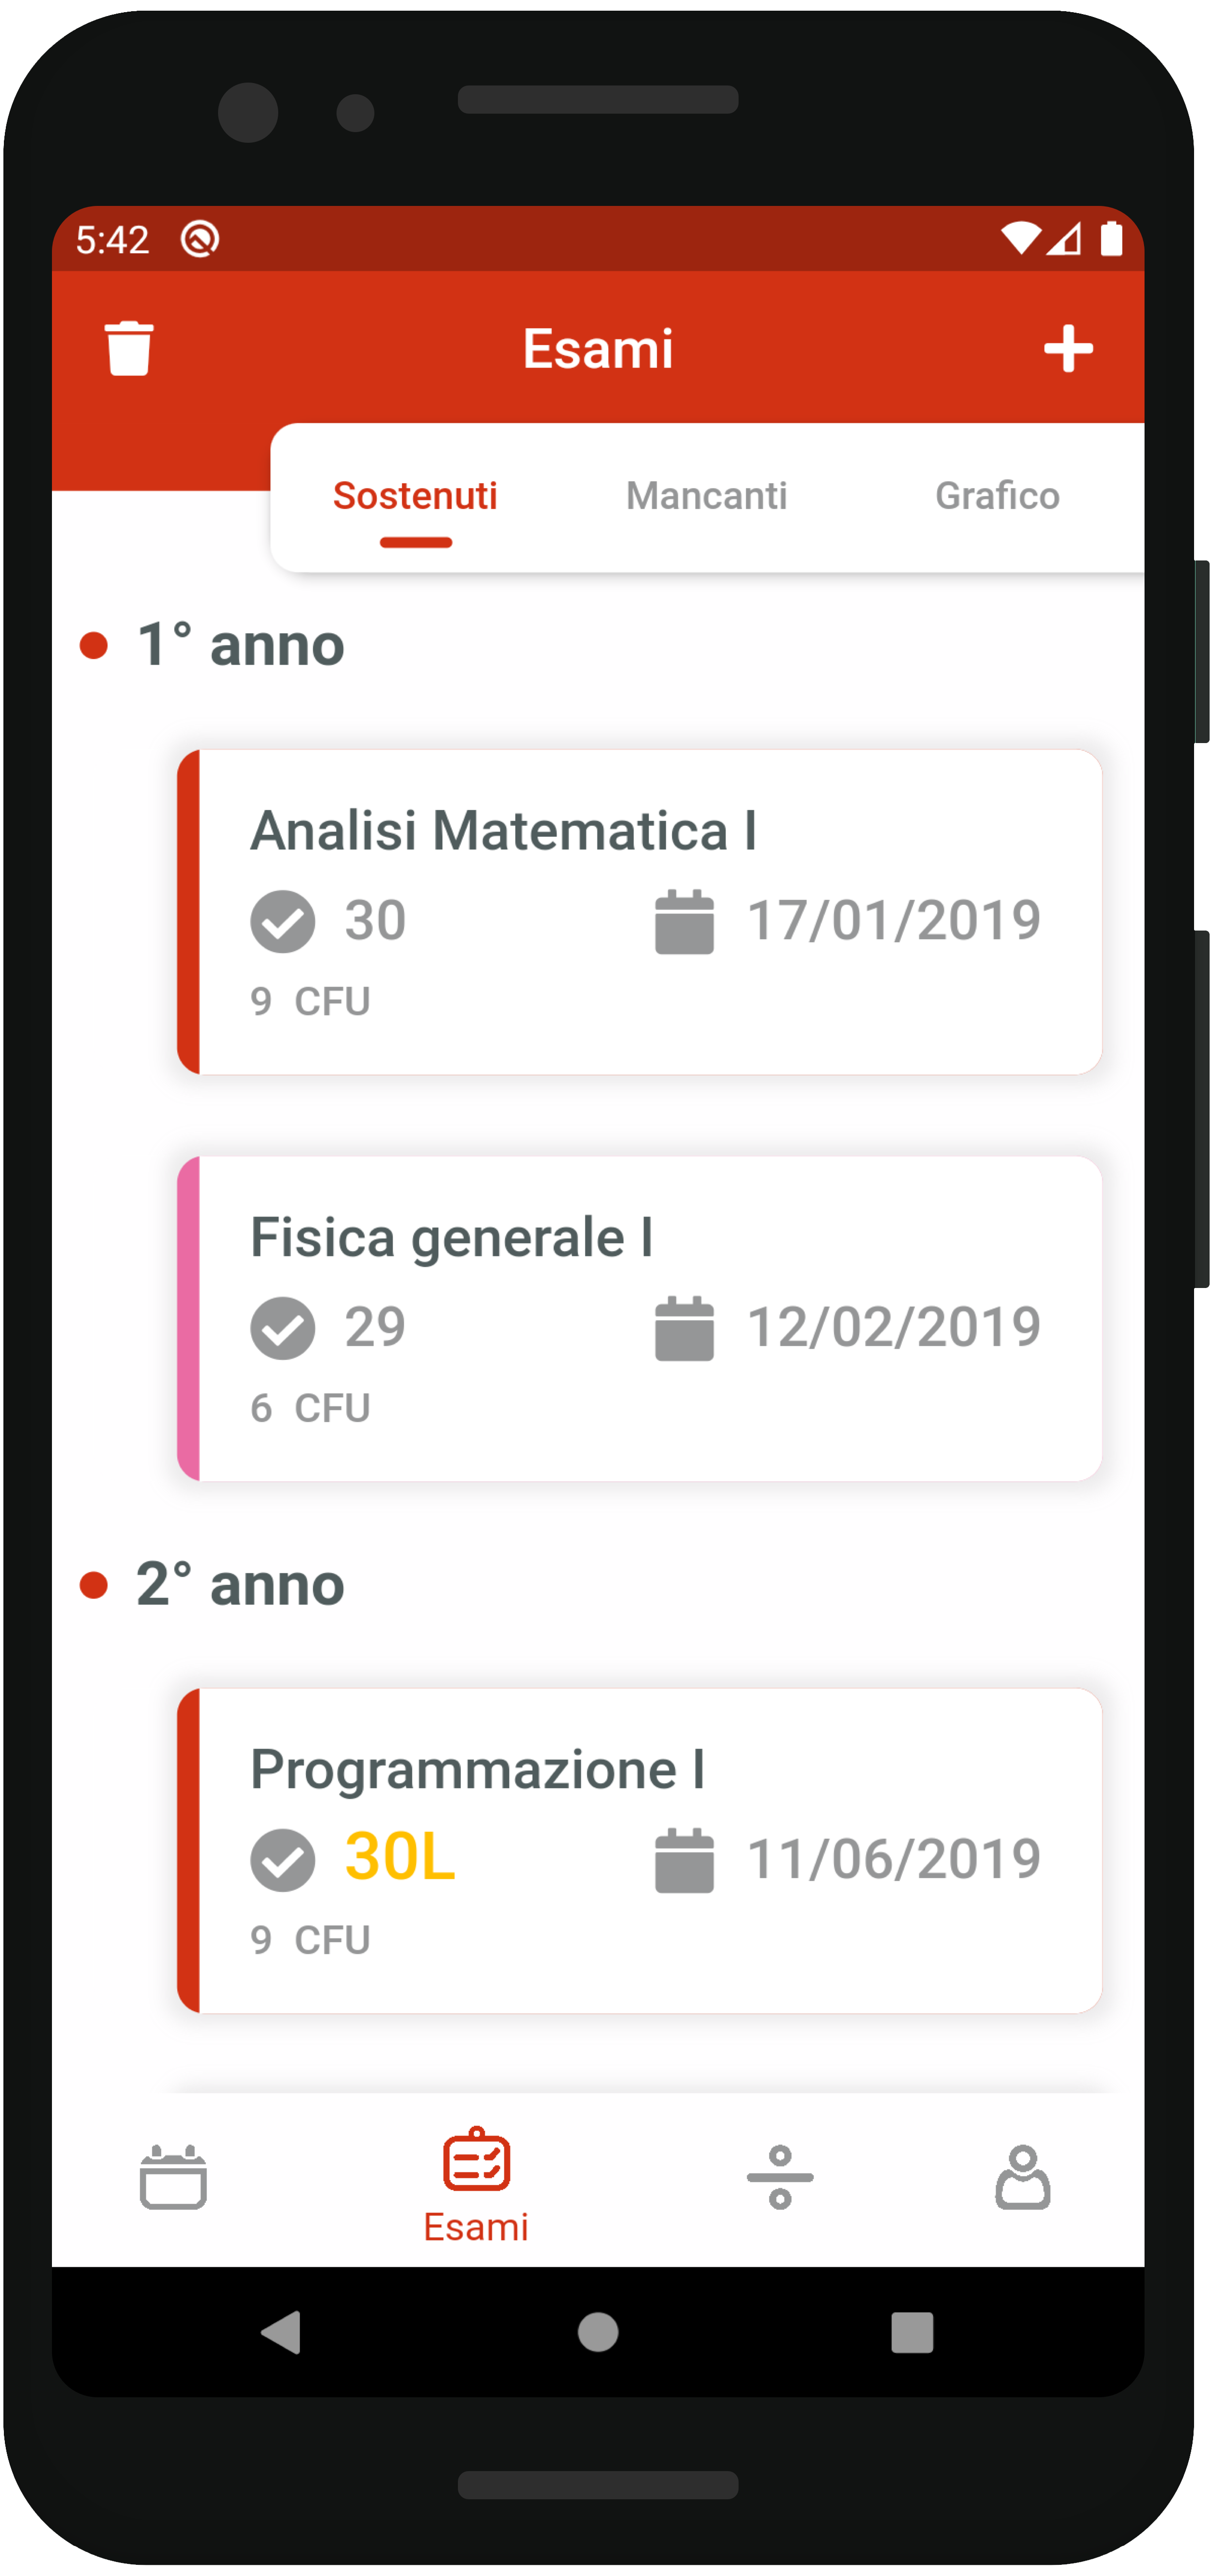 5:42
Esami
Sostenuti Mancanti Grafico
1° anno
Analisi Matematica I
30 17/01/2019
9 CFU
Fisica generale I
29 12/02/2019
6 CFU
2° anno
Programmazione I
30L 11/06/2019
9 CFU
Esami